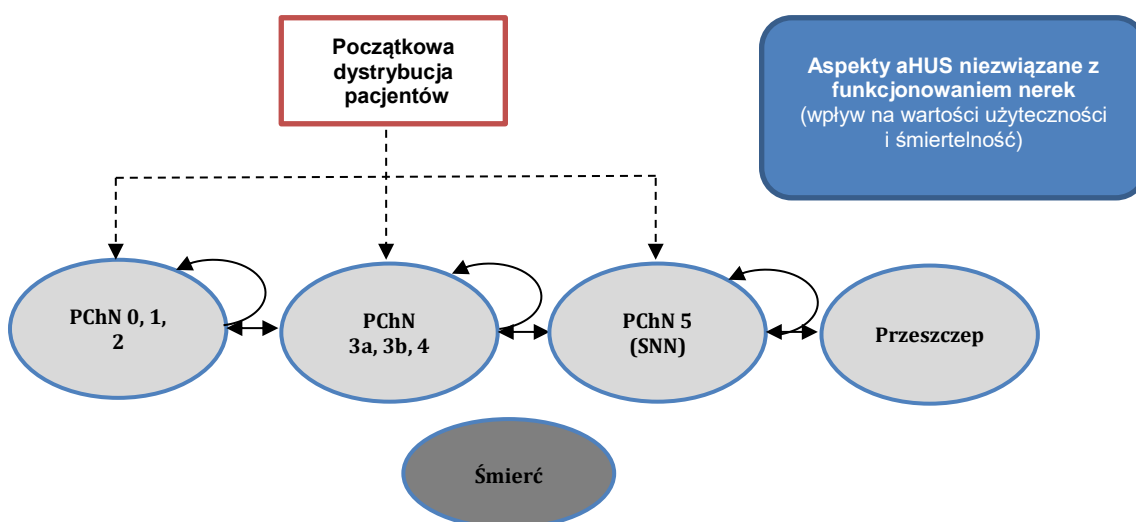 Początkowa
dystrybucja
pacjentów
Aspekty aHUS niezwiązane z
funkcjonowaniem nerek
(wpływ na wartości użyteczności
i śmiertelność)
PChN 0, 1,
2
PChN
3a, 3b, 4
PChN 5
(SNN)
Przeszczep
Śmierć